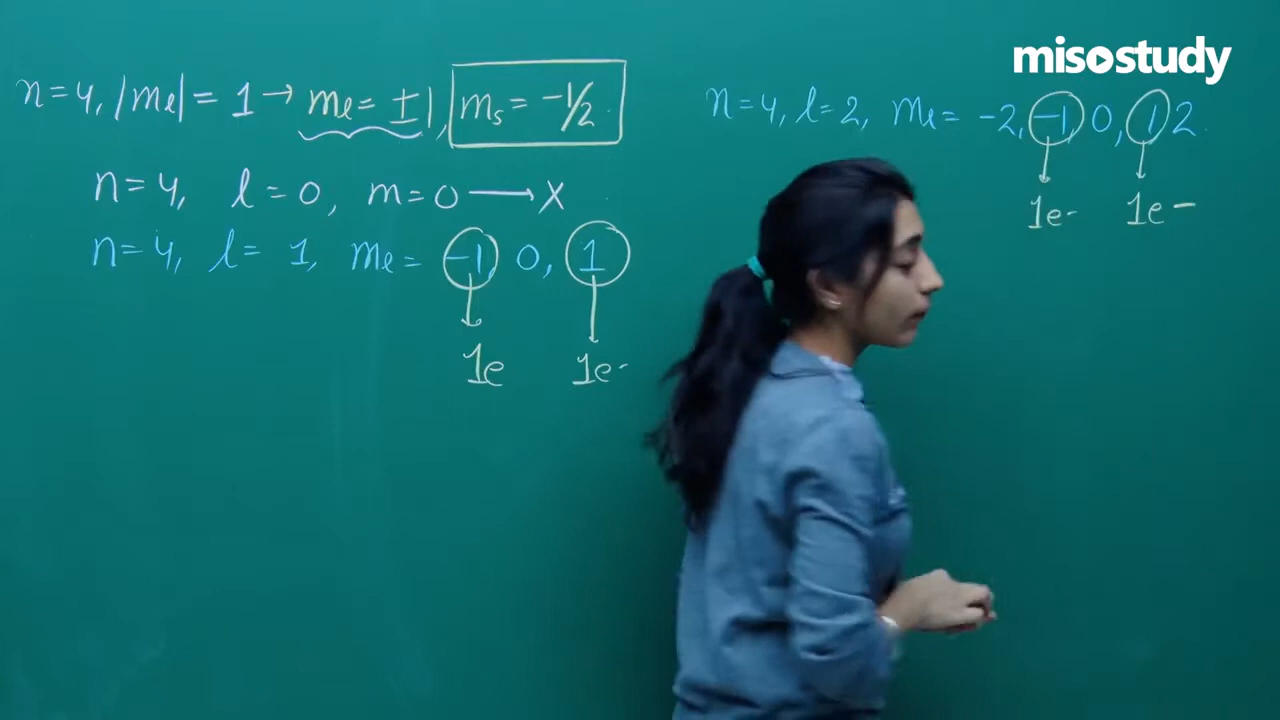 misostudy
n=4, |mℓ| = 1 → mℓ = ±1, ms = -1/2
n=4, l = 0, m = 0 → X
n=4, l = 1, mℓ = -1, 0, 1
1e 1e-
n=4, l=2, mℓ = -2, -1, 0, 1 2
1e- 1e-